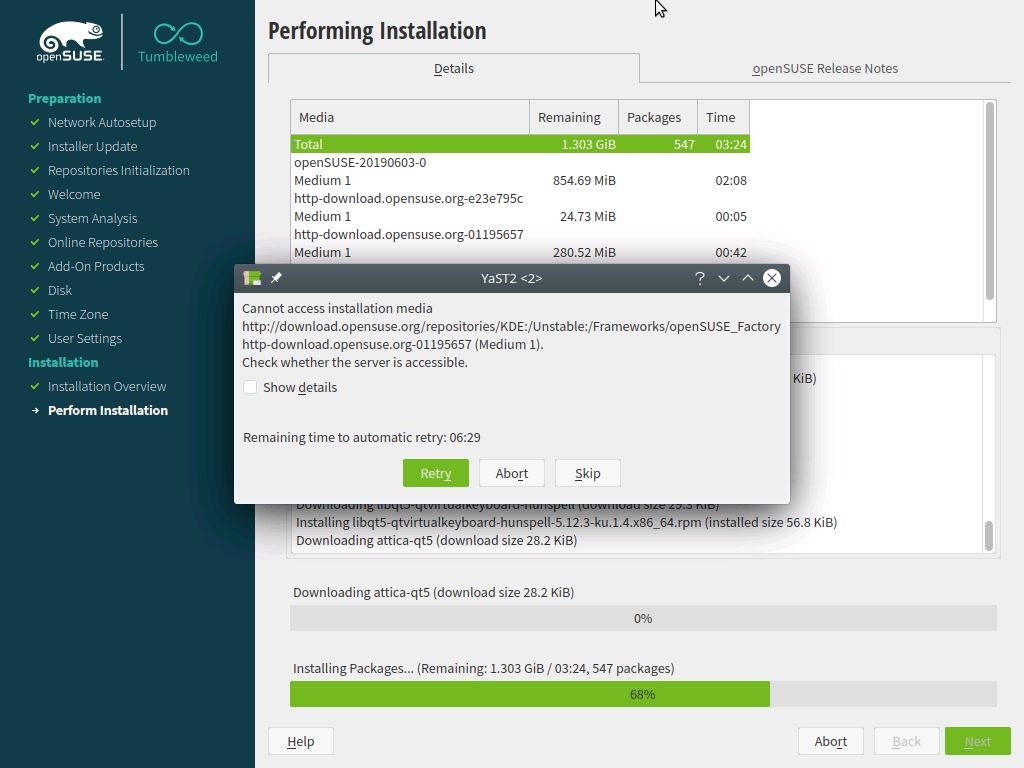 openSUSE
Tumbleweed
Preparation
Network Autosetup
Installer Update
Repositories Initialization
Welcome
System Analysis
Online Repositories
Add-On Products
Disk
Time Zone
User Settings
Installation
Installation Overview
Perform Installation
Performing Installation
Details
openSUSE Release Notes
Media Remaining Packages Time
Total 1.303 GiB 547 03:24
openSUSE-20190603-0
Medium 1 854.69 MiB 02:08
http-download.opensuse.org-e23e795c
Medium 1 24.73 MiB 00:05
http-download.opensuse.org-01195657
Medium 1 280.52 MiB 00:42
YaST2 <2>
Cannot access installation media
http://download.opensuse.org/repositories/KDE:/Unstable:/Frameworks/openSUSE_Factory
http-download.opensuse.org-01195657 (Medium 1).
Check whether the server is accessible.
Show details
Remaining time to automatic retry: 06:29
Retry Abort Skip
KiB)
Downloading libqt5-qtvirtualkeyboard-hunspell (download size 29.3 KiB)
Installing libqt5-qtvirtualkeyboard-hunspell-5.12.3-ku.1.4.x86_64.rpm (installed size 56.8 KiB)
Downloading attica-qt5 (download size 28.2 KiB)
Downloading attica-qt5 (download size 28.2 KiB)
0%
Installing Packages... (Remaining: 1.303 GiB / 03:24, 547 packages)
68%
Help Abort Back Next